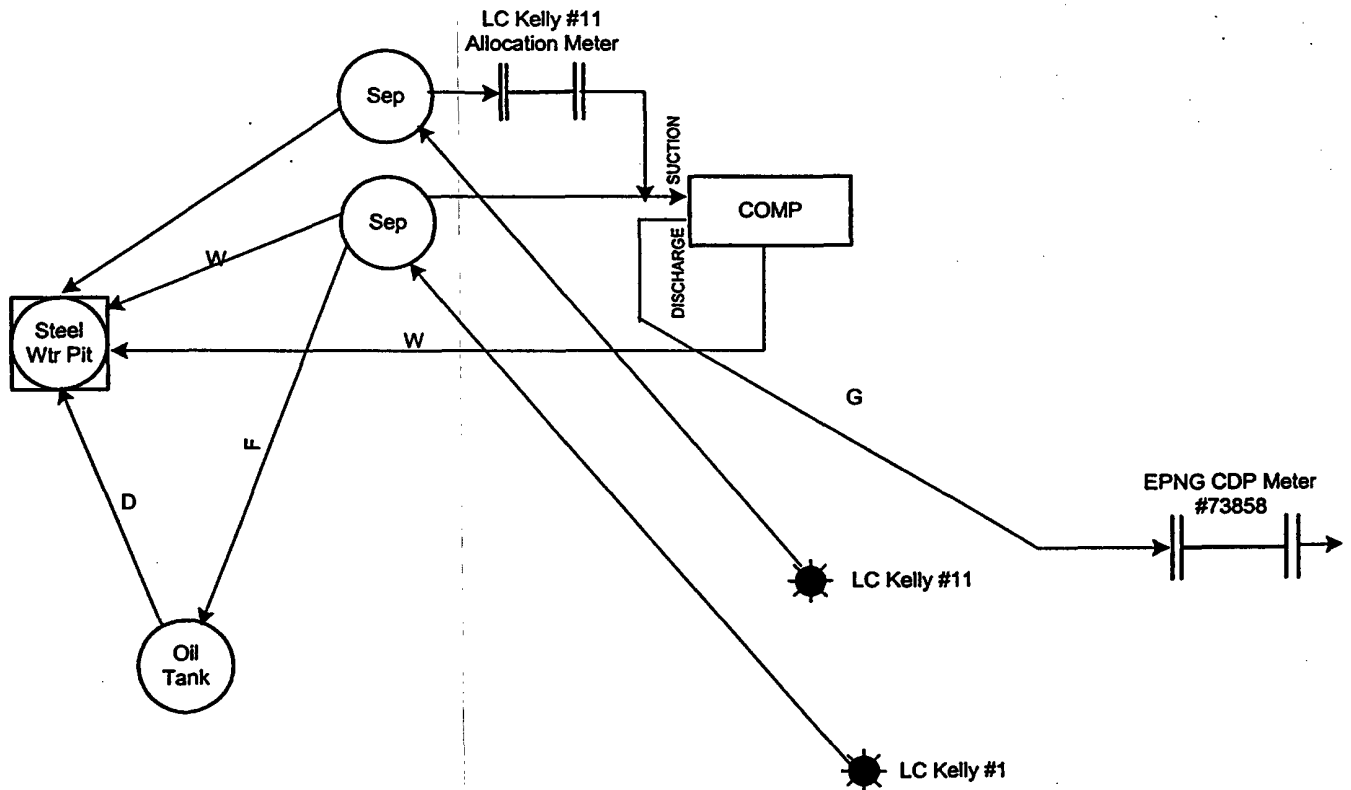 LC Kelly #11
Allocation Meter
Sep
SUCTION
Sep
COMP
W
DISCHARGE
Steel
Wtr Pit
W
G
F
D
EPNG CDP Meter
#73858
LC Kelly #11
Oil
Tank
LC Kelly #1